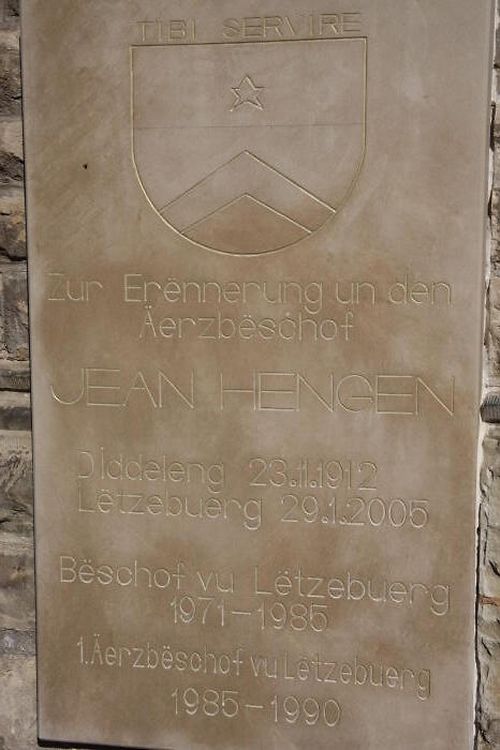 TIBI SERVIRE
Zur Erënnerung un den
Äerzbëschof
JEAN HENGEN
Diddeleng 23.11.1912
Lëtzebuerg 29.1.2005
Bëschof vu Lëtzebuerg
1971-1985
1.Äerzbëschof vu Lëtzebuerg
1985-1990